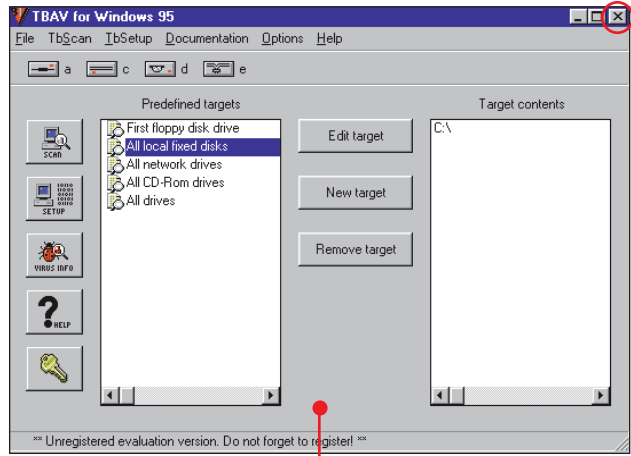 TBAV for Windows 95
File TbScan TbSetup Documentation Options Help
a c d e
Predefined targets
Target contents
SCAN
SETUP
VIRUS INFO
HELP
First floppy disk drive
All local fixed disks
All network drives
All CD-Rom drives
All drives
Edit target
New target
Remove target
C:\
** Unregistered evaluation version. Do not forget to register! **